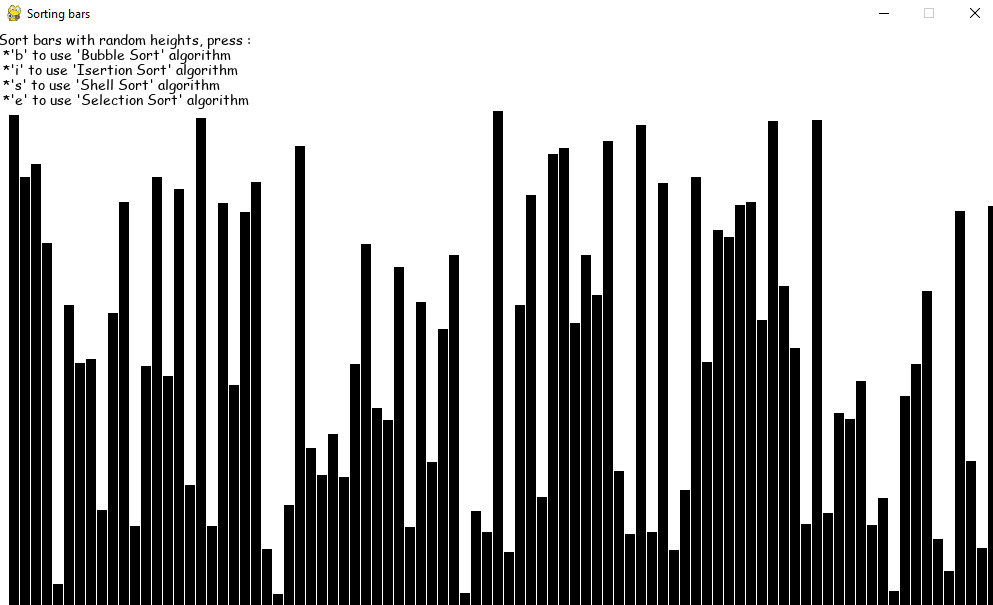 Sorting bars
Sort bars with random heights, press :
*'b' to use 'Bubble Sort' algorithm
*'i' to use 'Isertion Sort' algorithm
*'s' to use 'Shell Sort' algorithm
*'e' to use 'Selection Sort' algorithm